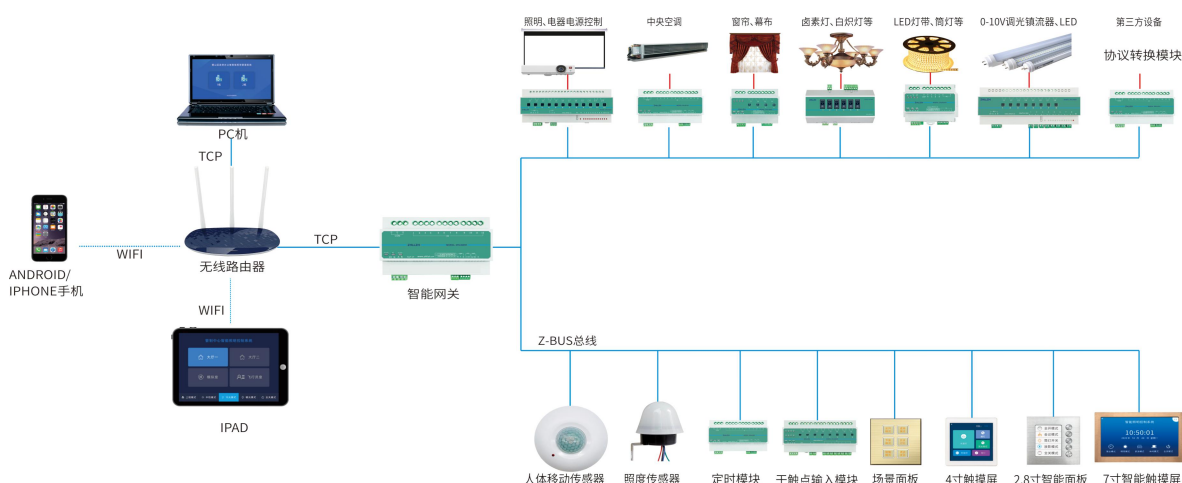 照明、电器电源控制
中央空调
窗帘、幕布
卤素灯、白炽灯等
LED灯带、筒灯等
0-10V调光镇流器、LED
第三方设备
协议转换模块
PC机
TCP
WIFI
TCP
无线路由器
ANDROID/
IPHONE手机
智能网关
WIFI
Z-BUS总线
10:50:01
IPAD
人体移动传感器
照度传感器
定时模块
干触点输入模块
场景面板
4寸触摸屏
2.8寸智能面板
7寸智能触摸屏